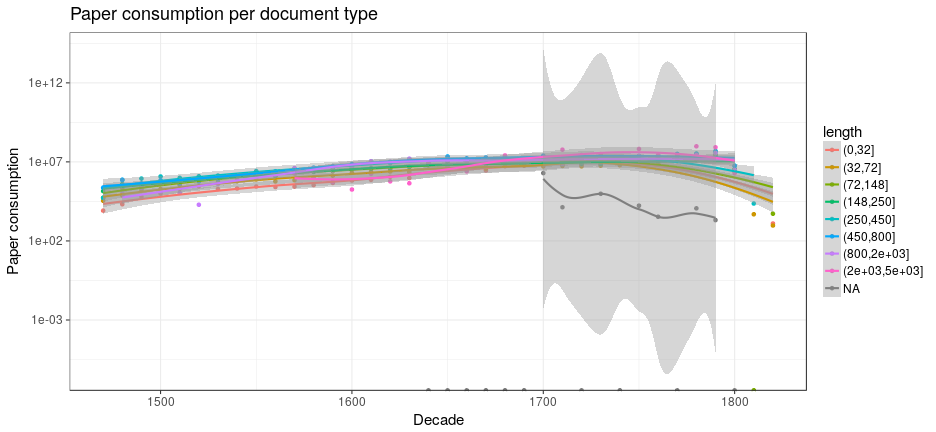 Paper consumption per document type
Paper consumption
1e+12
1e+07
1e+02
1e-03
1500
1600
1700
1800
Decade
length
(0,32]
(32,72]
(72,148]
(148,250]
(250,450]
(450,800]
(800,2e+03]
(2e+03,5e+03]
NA